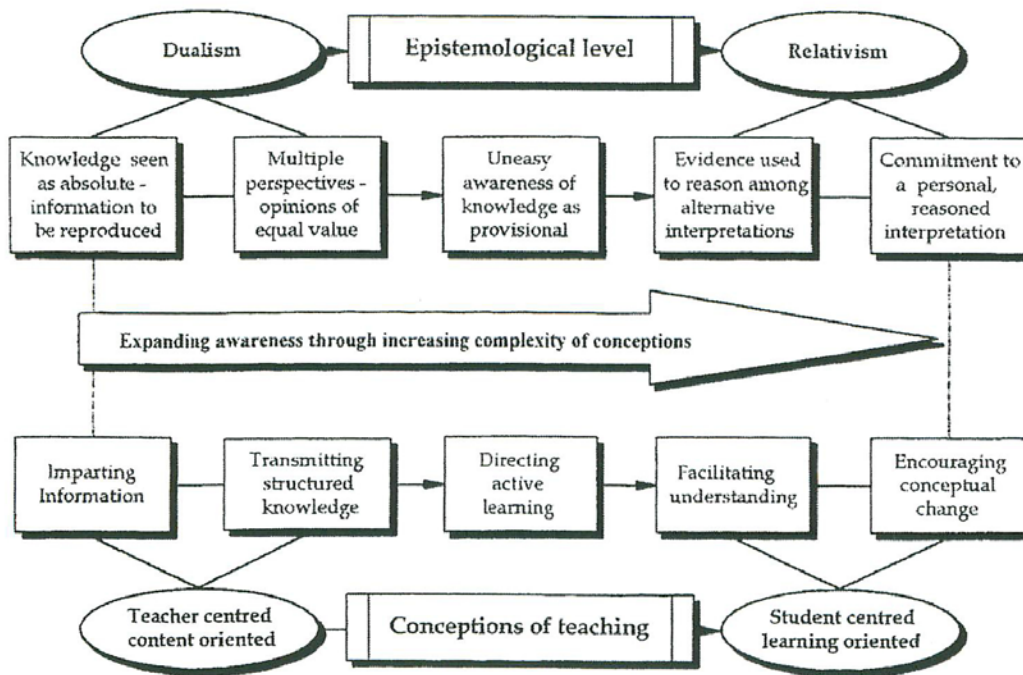 Dualism
Epistemological level
Relativism
Knowledge seen
as absolute -
information to
be reproduced
Multiple
perspectives -
opinions of
equal value
Uneasy
awareness of
knowledge as
provisional
Evidence used
to reason among
alternative
interpretations
Commitment to
a personal,
reasoned
interpretation
Expanding awareness through increasing complexity of conceptions
Imparting
Information
Transmitting
structured
knowledge
Directing
active
learning
Facilitating
understanding
Encouraging
conceptual
change
Teacher centred
content oriented
Conceptions of teaching
Student centred
learning oriented